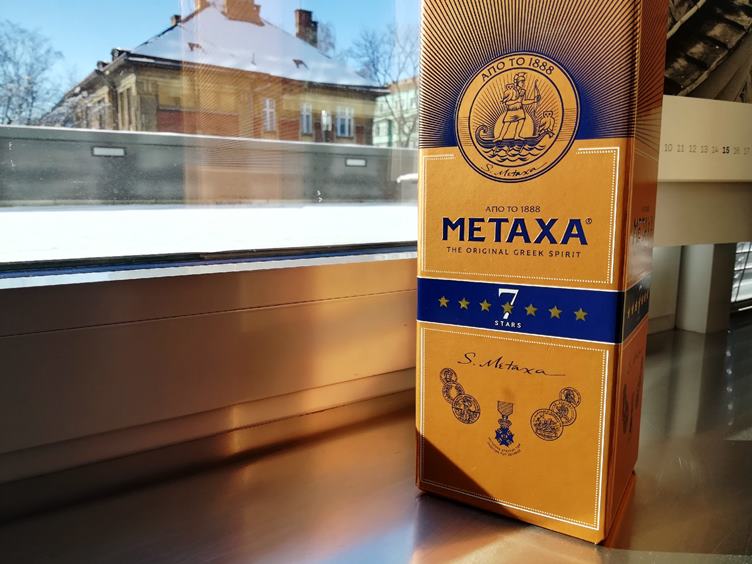 ΑΠΟ ΤΟ 1888
S. Metaxa
ΑΠΟ ΤΟ 1888
METAXA®
THE ORIGINAL GREEK SPIRIT
7
STARS
S. Metaxa
10 11 12 13 14 15 16 17